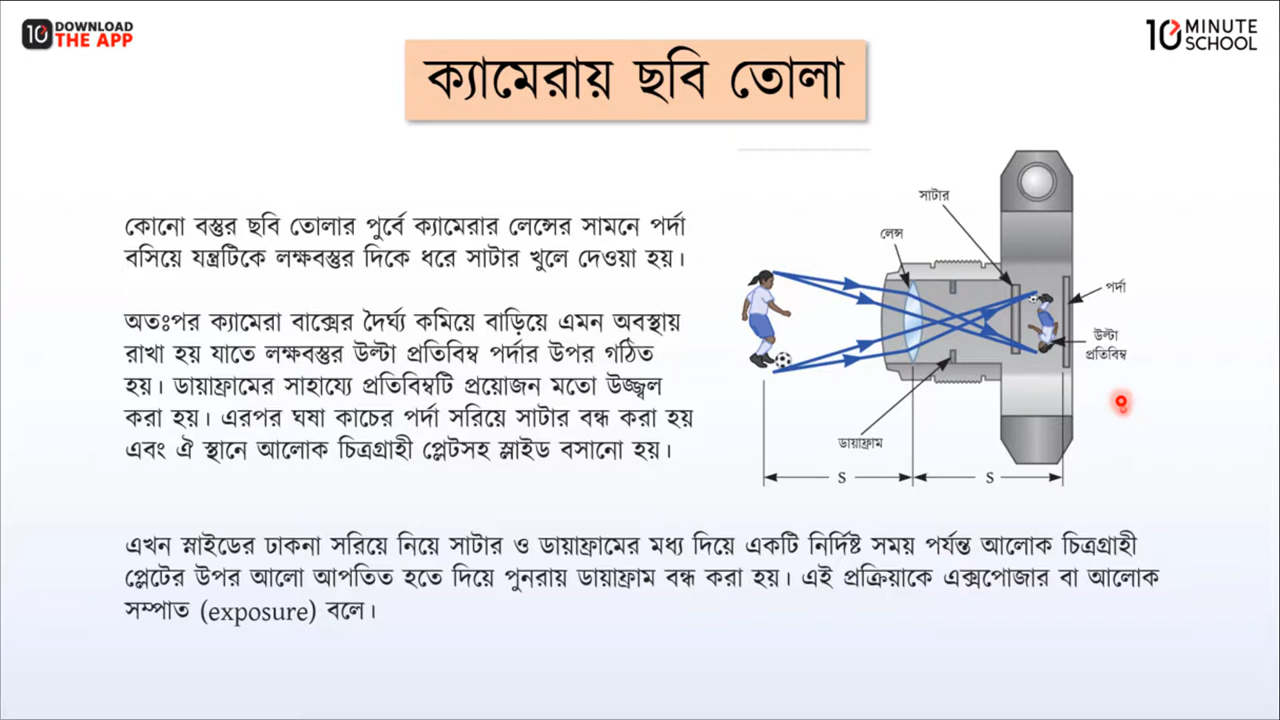 10 DOWNLOAD
THE APP
10 MINUTE
SCHOOL
ক্যামেরায় ছবি তোলা
কোনো বস্তুর ছবি তোলার পুর্বে ক্যামেরার লেন্সের সামনে পর্দা
বসিয়ে যন্ত্রটিকে লক্ষবস্তুর দিকে ধরে সাটার খুলে দেওয়া হয়।
অতঃপর ক্যামেরা বাক্সের দৈর্ঘ্য কমিয়ে বাড়িয়ে এমন অবস্থায়
রাখা হয় যাতে লক্ষবস্তুর উল্টা প্রতিবিম্ব পর্দার উপর গঠিত
হয়। ডায়াফ্রামের সাহায্যে প্রতিবিম্বটি প্রয়োজন মতো উজ্জ্বল
করা হয়। এরপর ঘষা কাচের পর্দা সরিয়ে সাটার বন্ধ করা হয়
এবং ঐ স্থানে আলোক চিত্রগ্রাহী প্লেটসহ স্লাইড বসানো হয়।
সাটার
লেন্স
পর্দা
উল্টা
প্রতিবিম্ব
ডায়াফ্রাম
S
S
এখন স্লাইডের ঢাকনা সরিয়ে নিয়ে সাটার ও ডায়াফ্রামের মধ্য দিয়ে একটি নির্দিষ্ট সময় পর্যন্ত আলোক চিত্রগ্রাহী
প্লেটের উপর আলো আপতিত হতে দিয়ে পুনরায় ডায়াফ্রাম বন্ধ করা হয়। এই প্রক্রিয়াকে এক্সপোজার বা আলোক
সম্পাত (exposure) বলে।